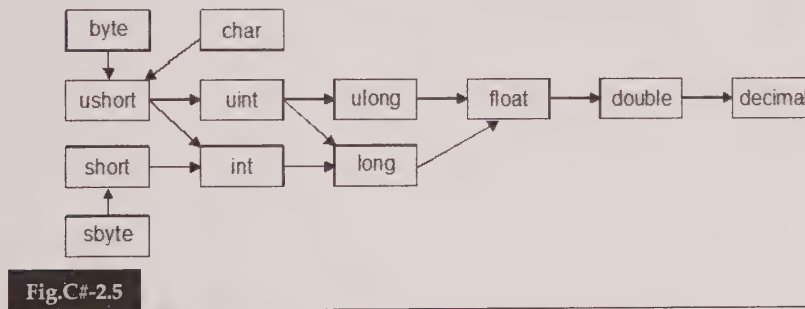 byte char
ushort uint ulong float double decimal
short int long
sbyte
Fig.C#-2.5